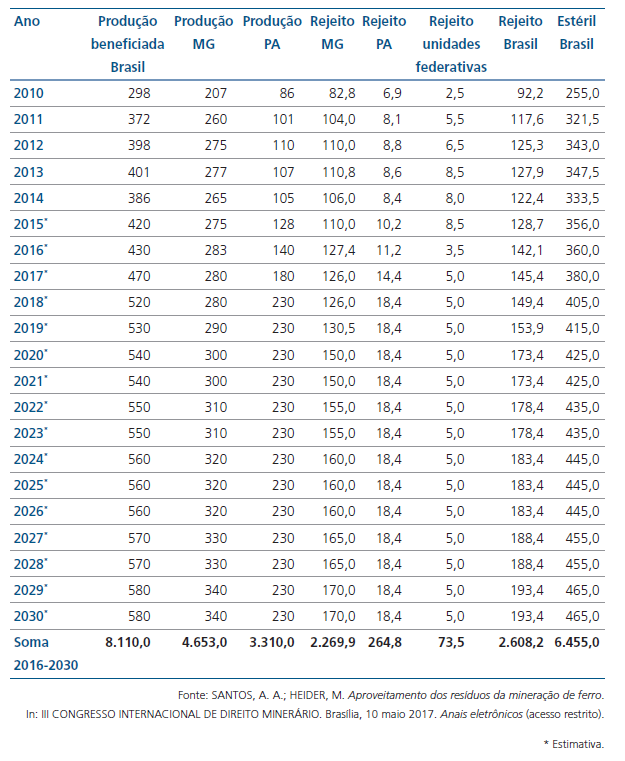 Ano Produção Produção Produção Rejeito Rejeito Rejeito Rejeito Estéril
beneficiada MG PA MG PA unidades Brasil Brasil
Brasil federativas
2010 298 207 86 82,8 6,9 2,5 92,2 255,0
2011 372 260 101 104,0 8,1 5,5 117,6 321,5
2012 398 275 110 110,0 8,8 6,5 125,3 343,0
2013 401 277 107 110,8 8,6 8,5 127,9 347,5
2014 386 265 105 106,0 8,4 8,0 122,4 333,5
2015* 420 275 128 110,0 10,2 8,5 128,7 356,0
2016* 430 283 140 127,4 11,2 3,5 142,1 360,0
2017* 470 280 180 126,0 14,4 5,0 145,4 380,0
2018* 520 280 230 126,0 18,4 5,0 149,4 405,0
2019* 530 290 230 130,5 18,4 5,0 153,9 415,0
2020* 540 300 230 150,0 18,4 5,0 173,4 425,0
2021* 540 300 230 150,0 18,4 5,0 173,4 425,0
2022* 550 310 230 155,0 18,4 5,0 178,4 435,0
2023* 550 310 230 155,0 18,4 5,0 178,4 435,0
2024* 560 320 230 160,0 18,4 5,0 183,4 445,0
2025* 560 320 230 160,0 18,4 5,0 183,4 445,0
2026* 560 320 230 160,0 18,4 5,0 183,4 445,0
2027* 570 330 230 165,0 18,4 5,0 188,4 455,0
2028* 570 330 230 165,0 18,4 5,0 188,4 455,0
2029* 580 340 230 170,0 18,4 5,0 193,4 465,0
2030* 580 340 230 170,0 18,4 5,0 193,4 465,0
Soma 8.110,0 4.653,0 3.310,0 2.269,9 264,8 73,5 2.608,2 6.455,0
2016-2030
Fonte: SANTOS, A. A.; HEIDER, M. Aproveitamento dos resíduos da mineração de ferro.
In: III CONGRESSO INTERNACIONAL DE DIREITO MINERÁRIO. Brasília, 10 maio 2017. Anais eletrônicos (acesso restrito).
* Estimativa.